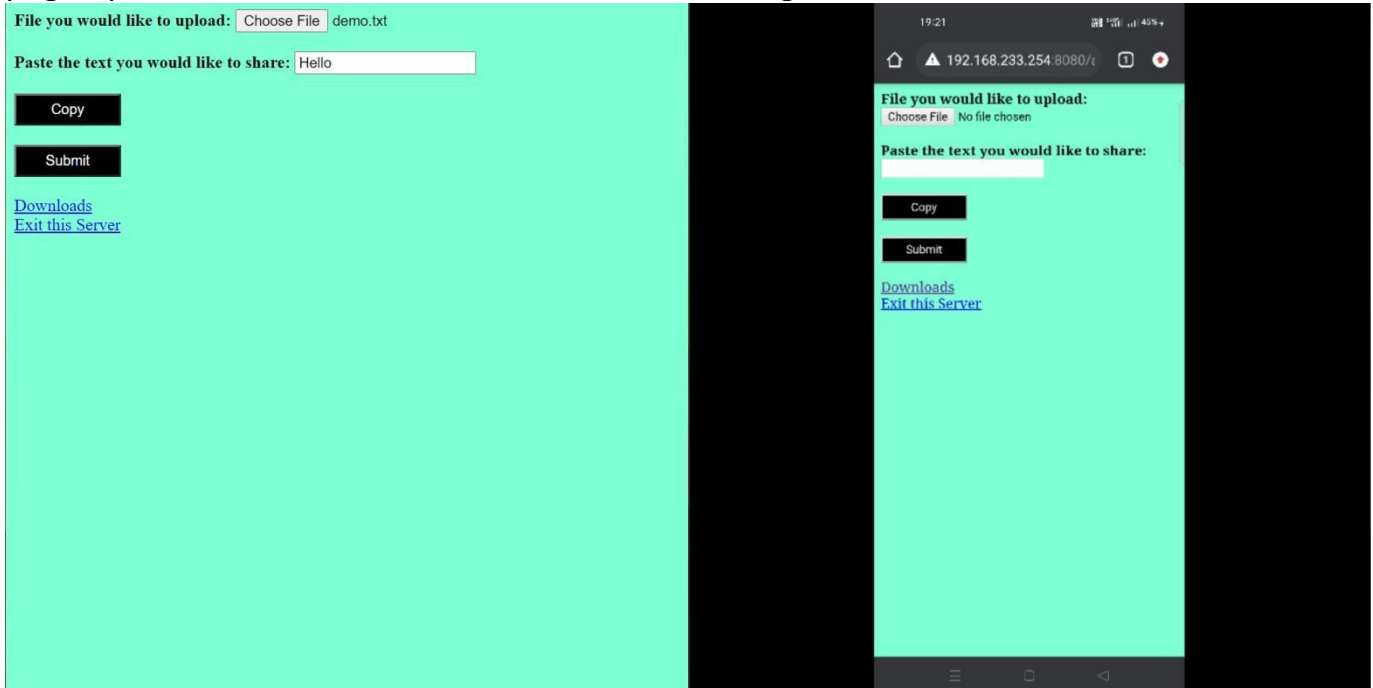 File you would like to upload: Choose File demo.txt
Paste the text you would like to share: Hello
Copy
Submit
Downloads
Exit this Server
19:21
45%
192.168.233.254:8080/
1
File you would like to upload:
Choose File No file chosen
Paste the text you would like to share:
Copy
Submit
Downloads
Exit this Server